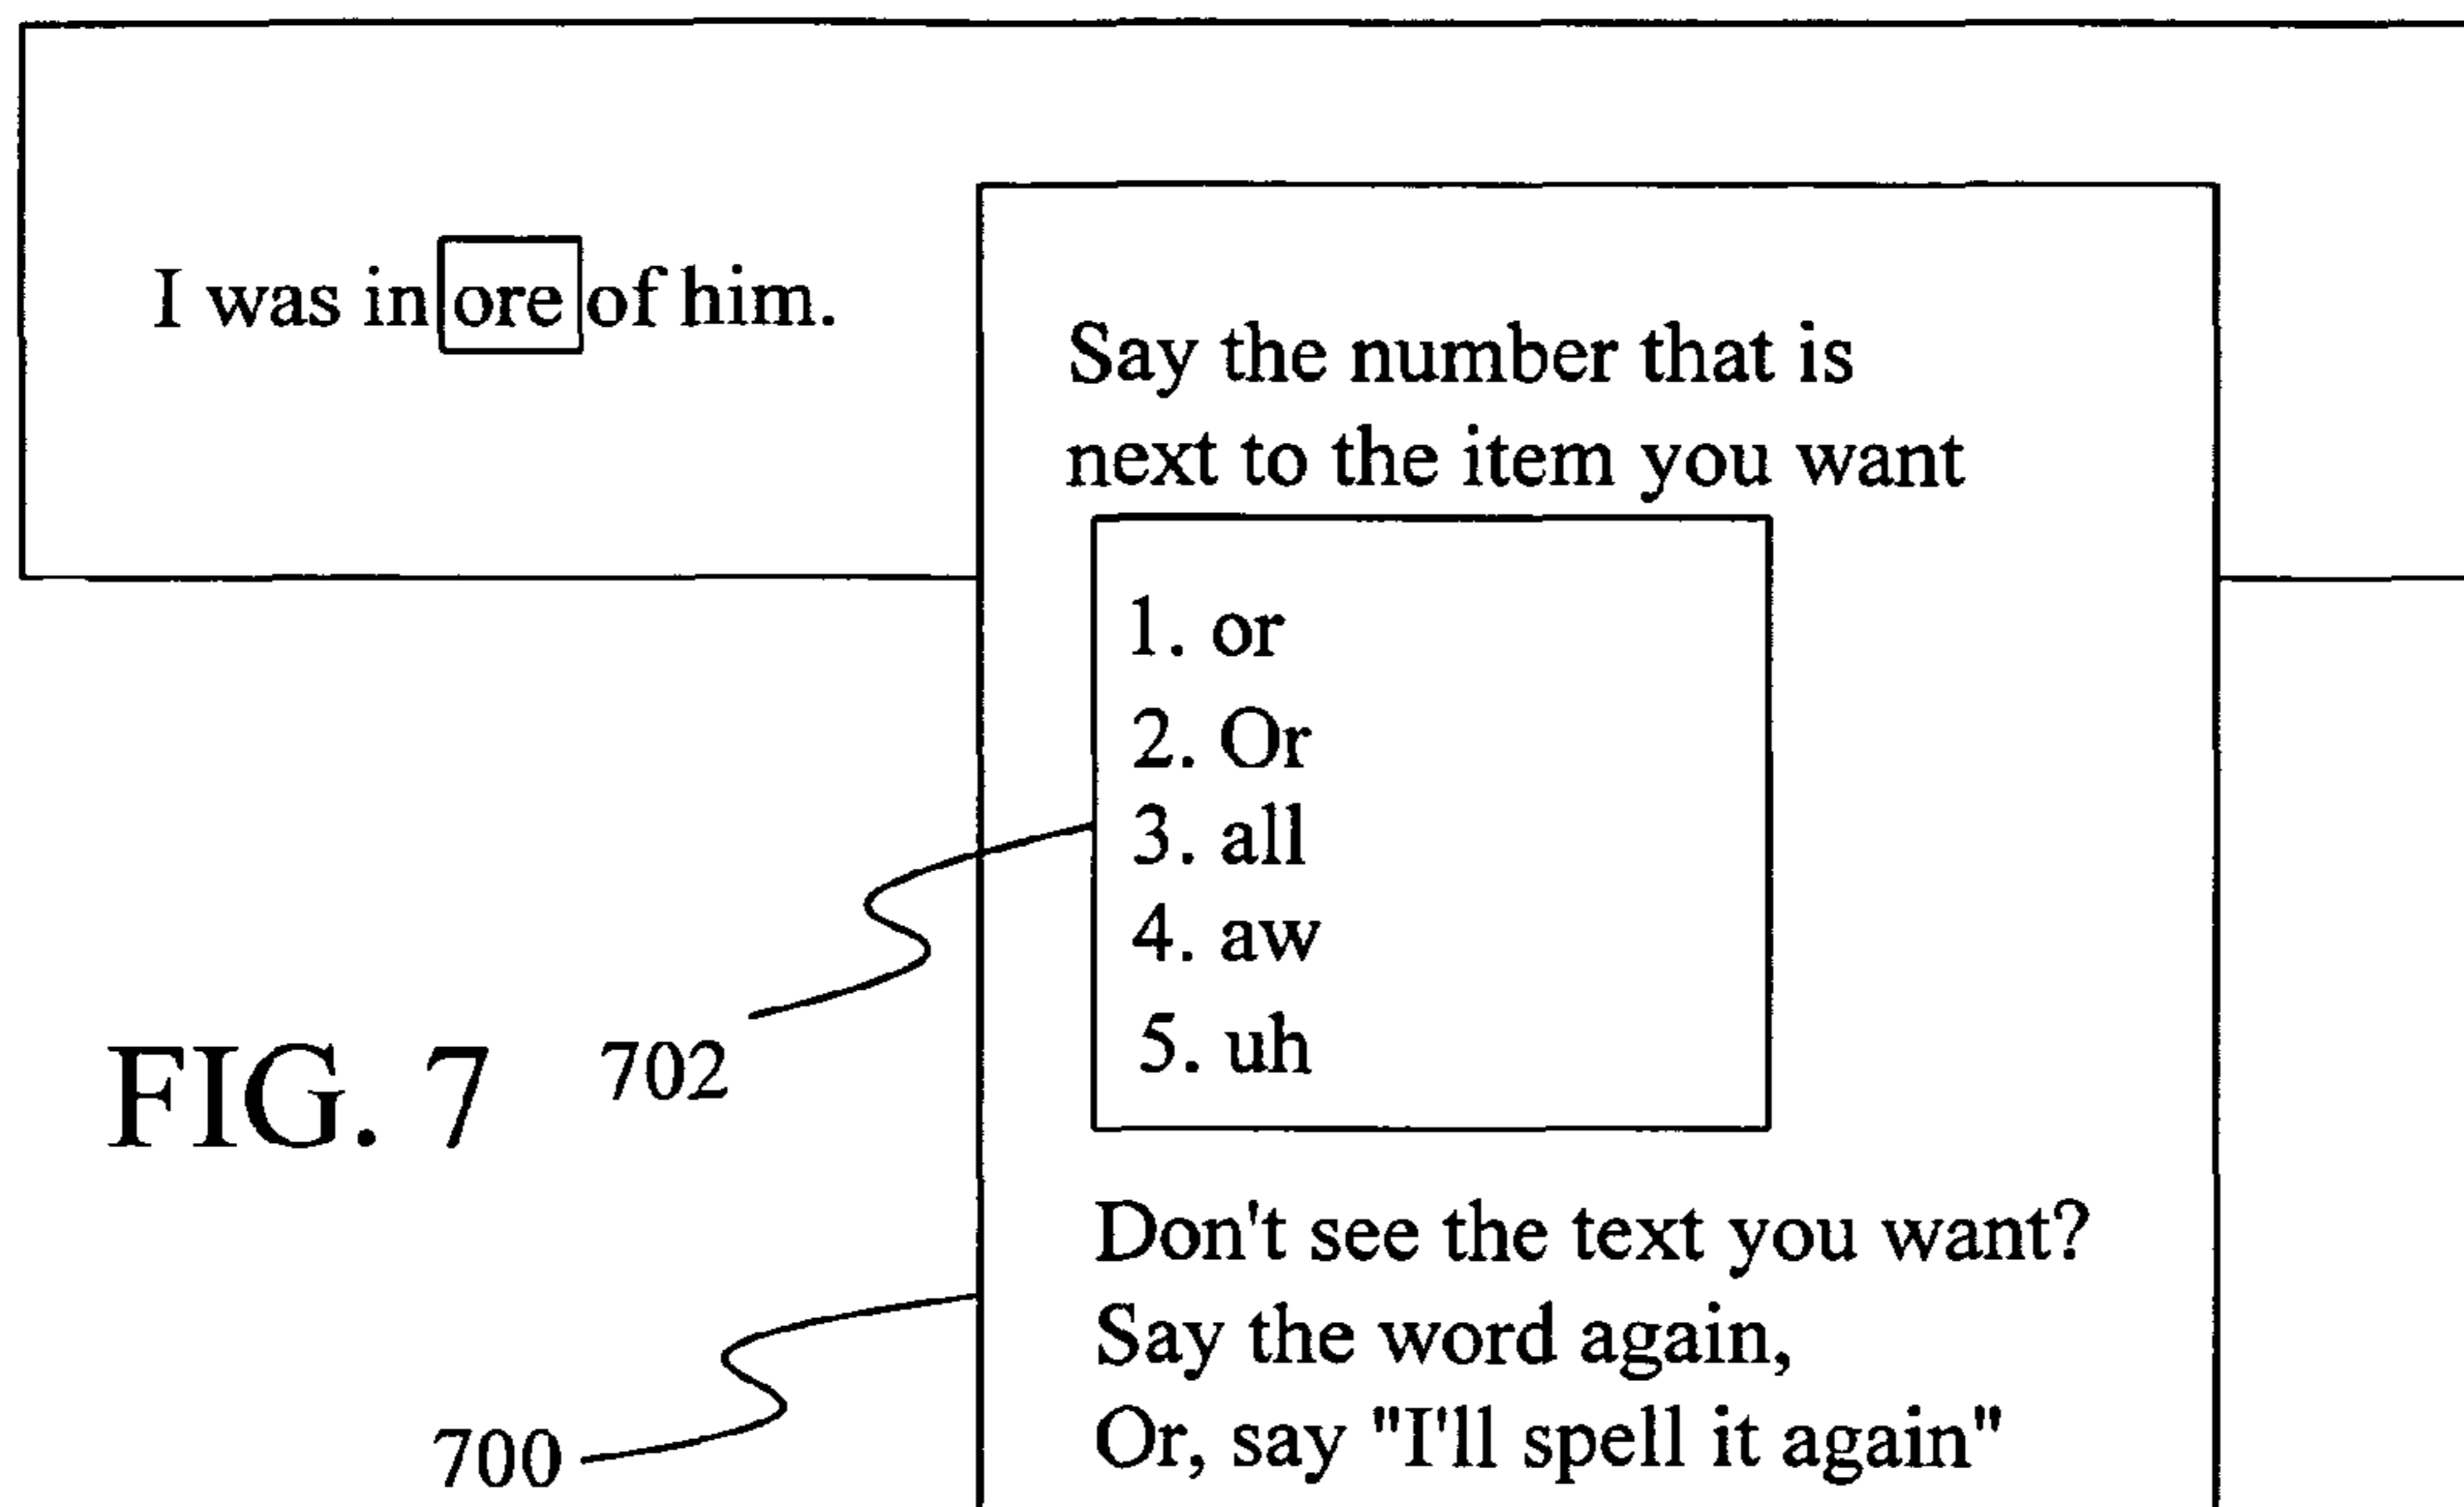 I was in ore of him.
Say the number that is
next to the item you want
1. or
2. Or
3. all
4. aw
5. uh
FIG. 7
702
Don't see the text you want?
Say the word again,
Or, say "I'll spell it again"
700